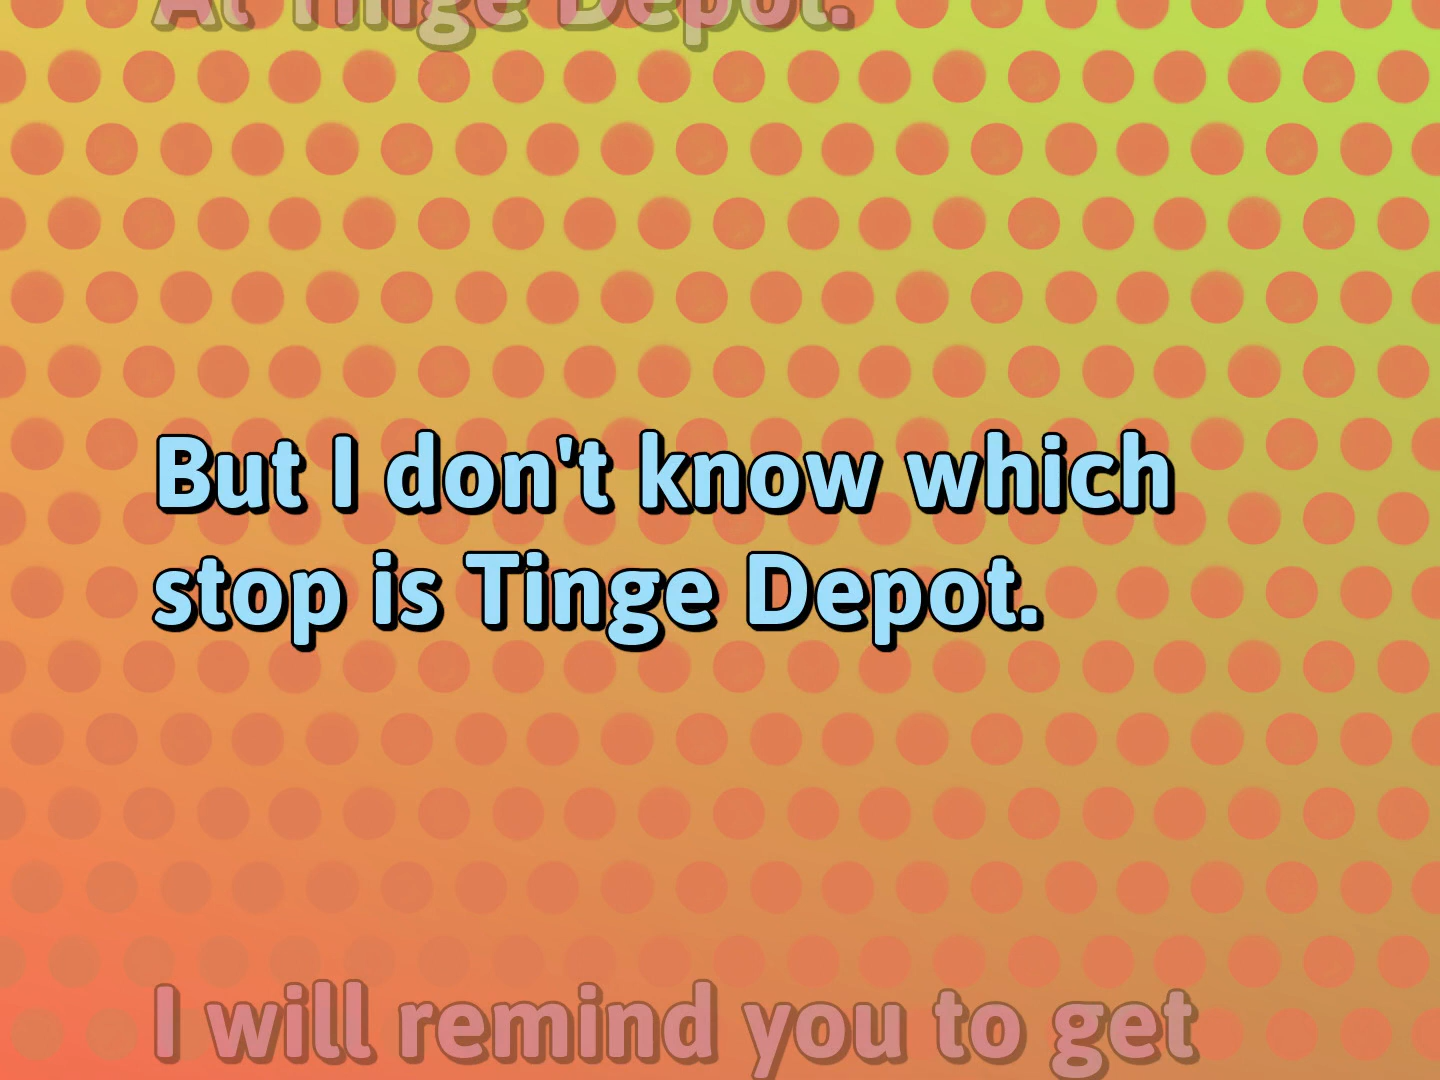 At Tinge Depot.
But I don't know which
stop is Tinge Depot.
I will remind you to get